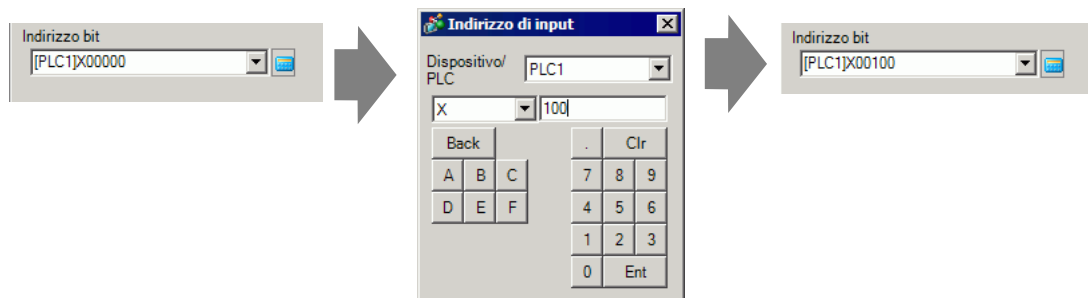 Indirizzo bit
[PLC1]X00000
Indirizzo di input
Dispositivo/
PLC
PLC1
X
100
Back
.
Clr
A
B
C
7
8
9
D
E
F
4
5
6
1
2
3
0
Ent
Indirizzo bit
[PLC1]X00100